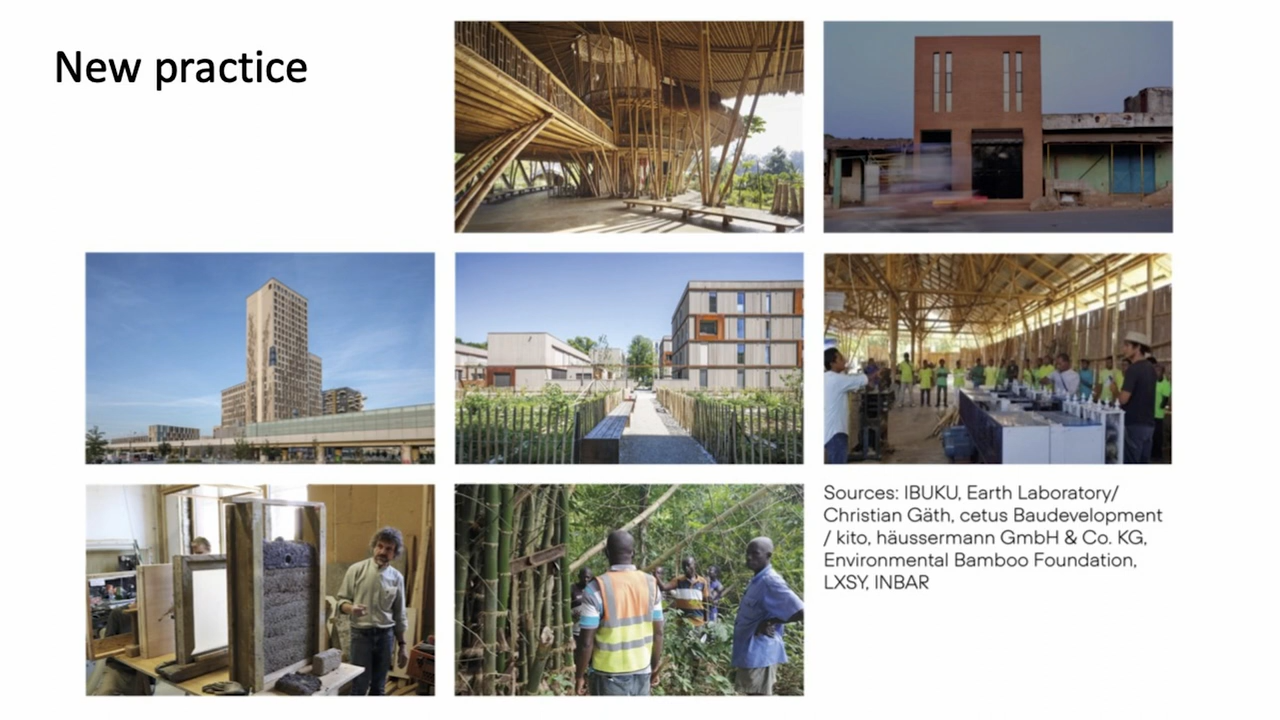 New practice
Sources: IBUKU, Earth Laboratory/
Christian Gäth, cetus Baudevelopment
/ kito, häussermann GmbH & Co. KG,
Environmental Bamboo Foundation,
LXSY, INBAR